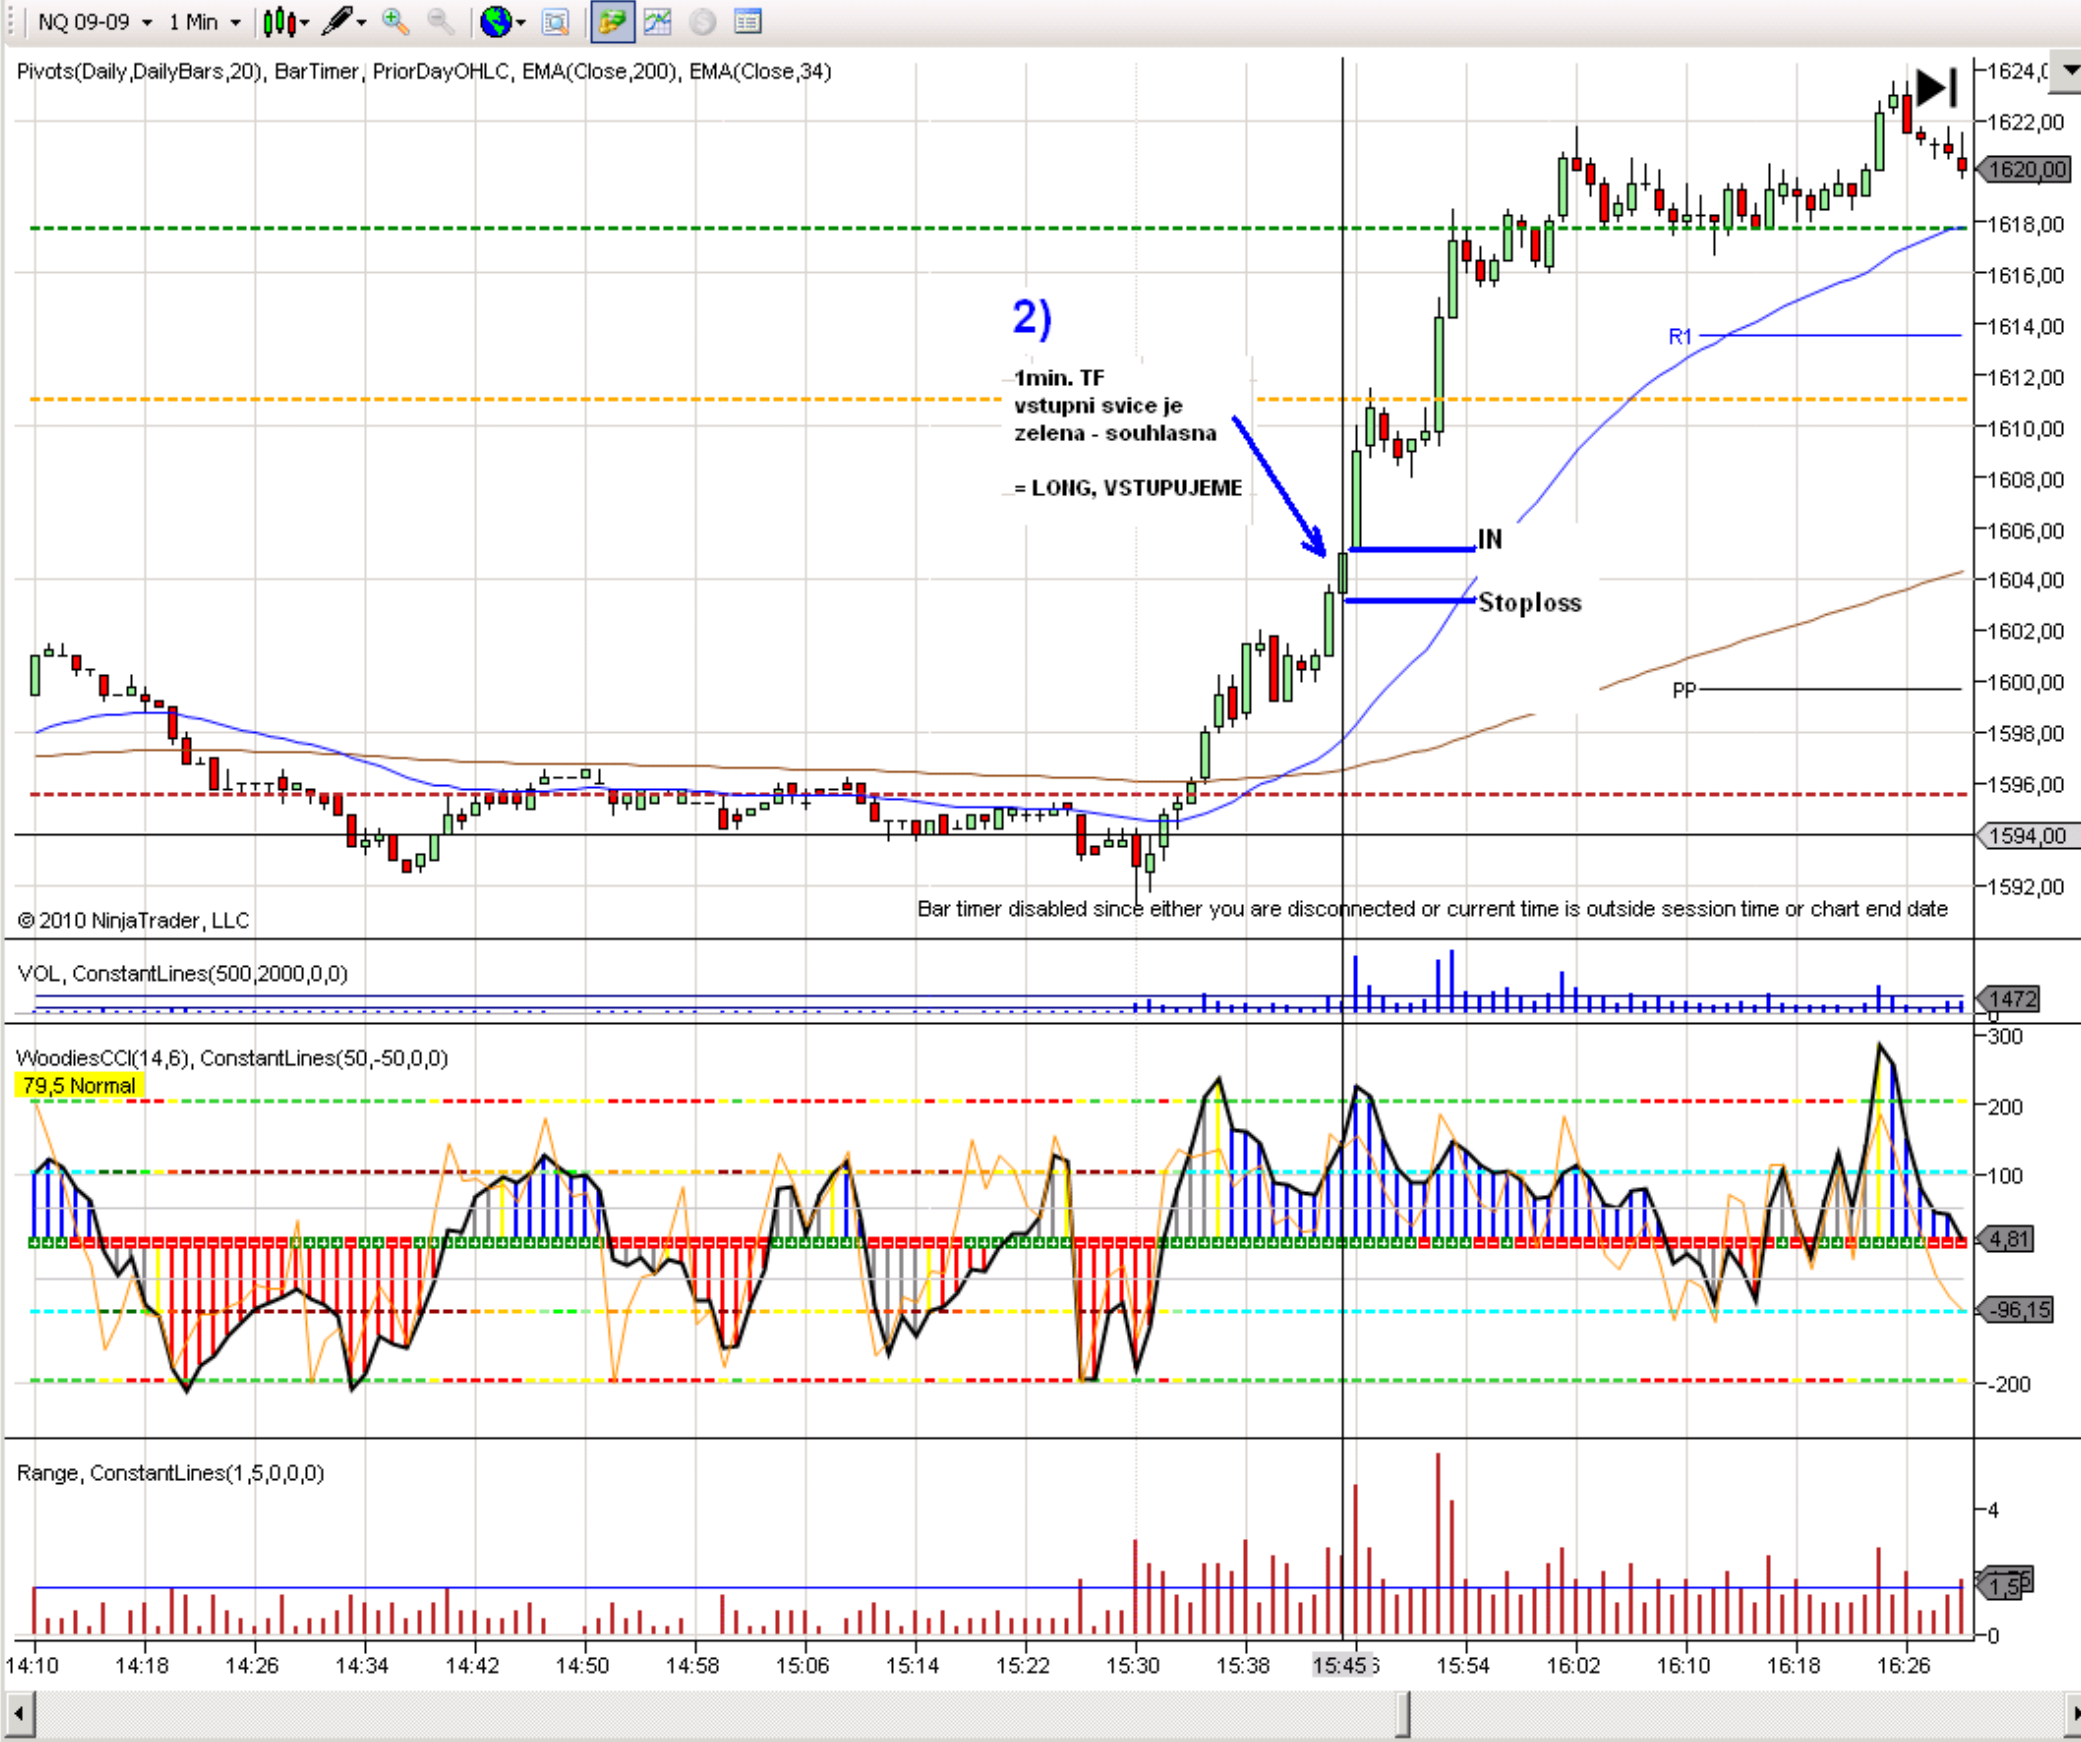 NQ 09-09 1 Min
Pivots(Daily,DailyBars,20), BarTimer, PriorDayOHLC, EMA(Close,200), EMA(Close,34)
1624,0
1622,00
1620,00
1618,00
1616,00
2)
1614,00
R1
1min. TF
1612,00
vstupni svice je
zelena - souhlasna
1610,00
= LONG, VSTUPUJEME
1608,00
1606,00
IN
1604,00
Stoploss
1602,00
PP
1600,00
1598,00
1596,00
1594,00
1592,00
© 2010 NinjaTrader, LLC
Bar timer disabled since either you are disconnected or current time is outside session time or chart end date
VOL, ConstantLines(500,2000,0,0)
1472
0
300
WoodiesCCI(14,6), ConstantLines(50,-50,0,0)
79,5 Normal
200
100
4,81
-96,15
-200
Range, ConstantLines(1,5,0,0,0)
4
1,5
0
14:10 14:18 14:26 14:34 14:42 14:50 14:58 15:06 15:14 15:22 15:30 15:38 15:45 15:54 16:02 16:10 16:18 16:26